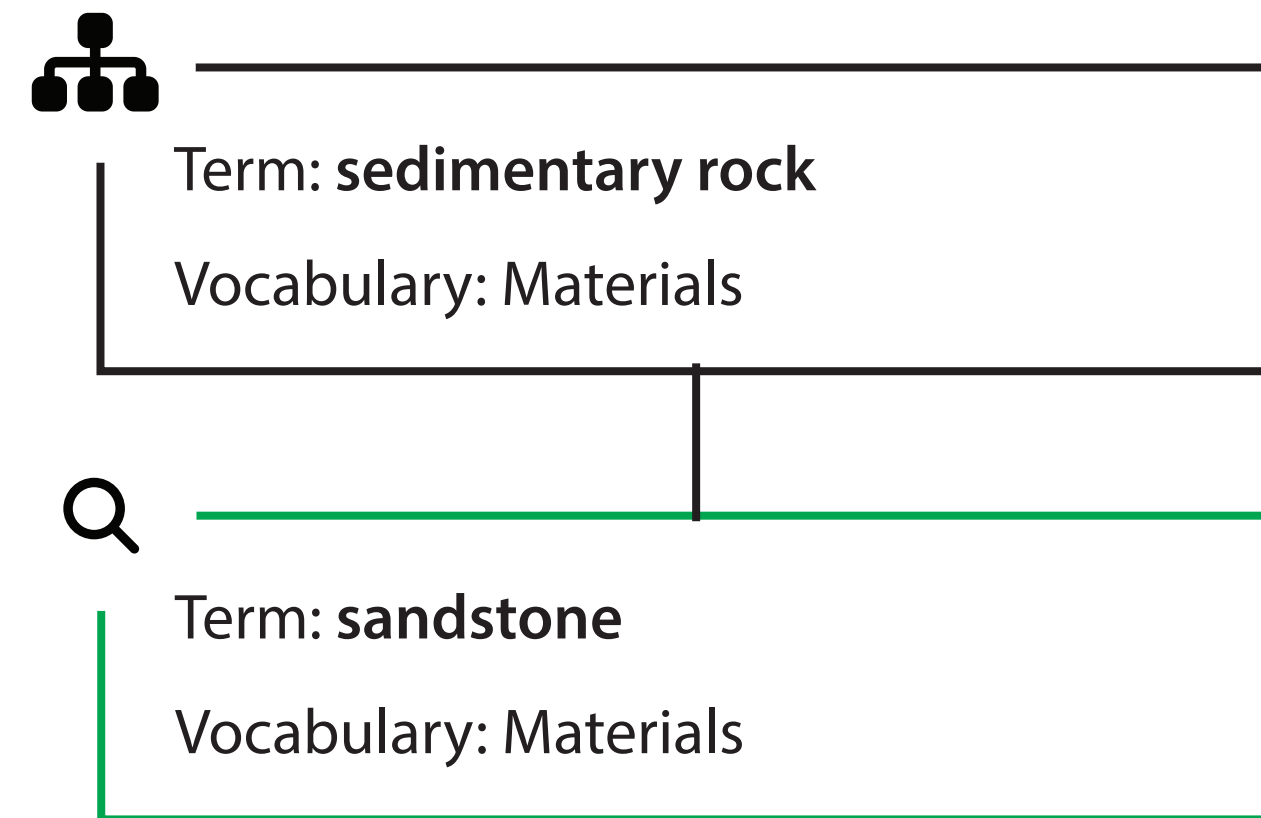 Term: sedimentary rock
Vocabulary: Materials
Term: sandstone
Vocabulary: Materials